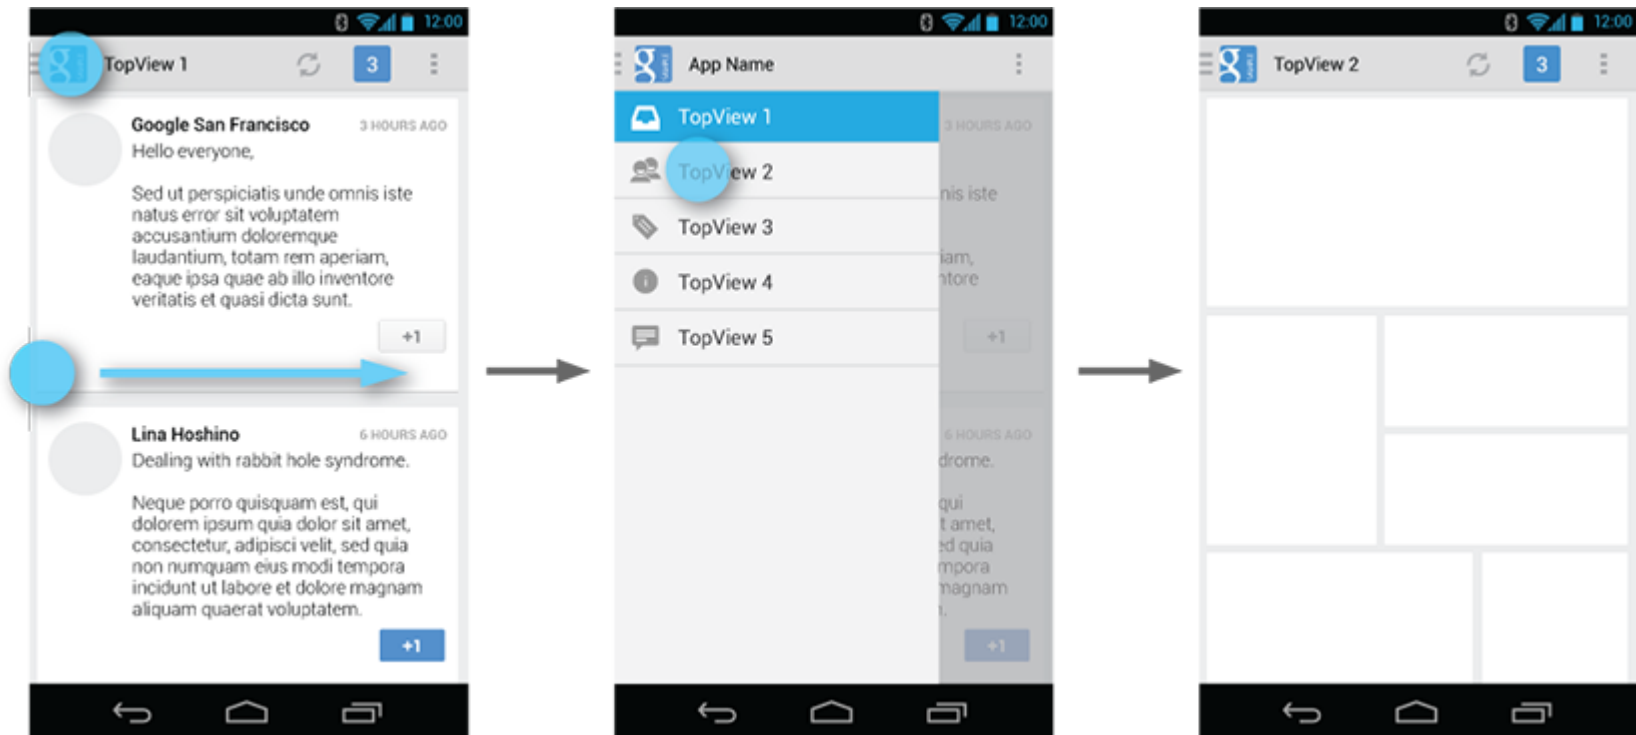 12:00
TopView 1
3
Google San Francisco
3 HOURS AGO
Hello everyone,
Sed ut perspiciatis unde omnis iste
natus error sit voluptatem
accusantium doloremque
laudantium, totam rem aperiam,
eaque ipsa quae ab illo inventore
veritatis et quasi dicta sunt.
+1
Lina Hoshino
6 HOURS AGO
Dealing with rabbit hole syndrome.
Neque porro quisquam est, qui
dolorem ipsum quia dolor sit amet,
consectetur, adipisci velit, sed quia
non numquam eius modi tempora
incidunt ut labore et dolore magnam
aliquam quaerat voluptatem.
+1
12:00
g
App Name
TopView 1
TopView 2
TopView 3
TopView 4
TopView 5
3 HOURS AGO
nis iste
iam,
ntore
+1
6 HOURS AGO
drome.
qui
t amet,
ed quia
mpora
magnam
+1
12:00
g
TopView 2
3